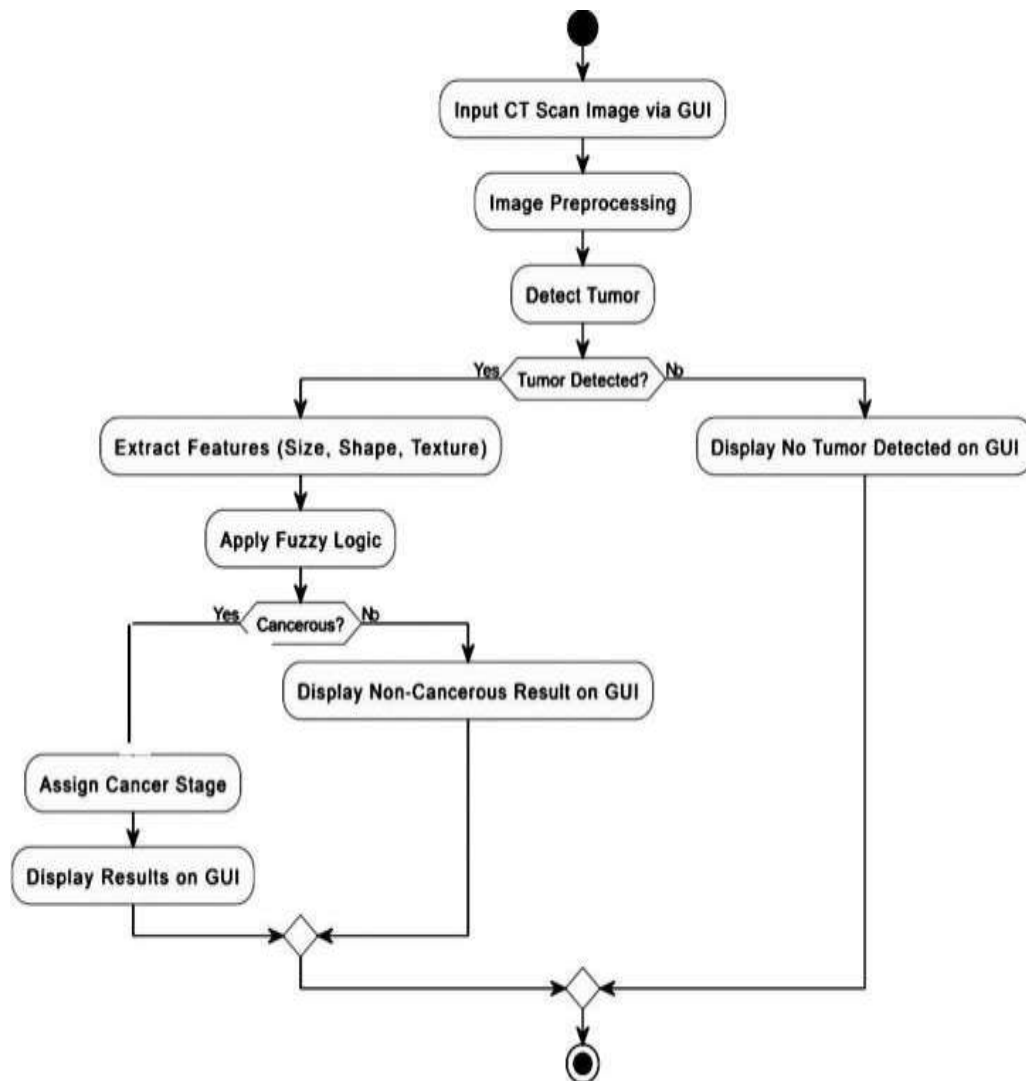 Input CT Scan Image via GUI
Image Preprocessing
Detect Tumor
Yes
Tumor Detected?
No
Extract Features (Size, Shape, Texture)
Display No Tumor Detected on GUI
Apply Fuzzy Logic
Yes
Cancerous?
No
Display Non-Cancerous Result on GUI
Assign Cancer Stage
Display Results on GUI